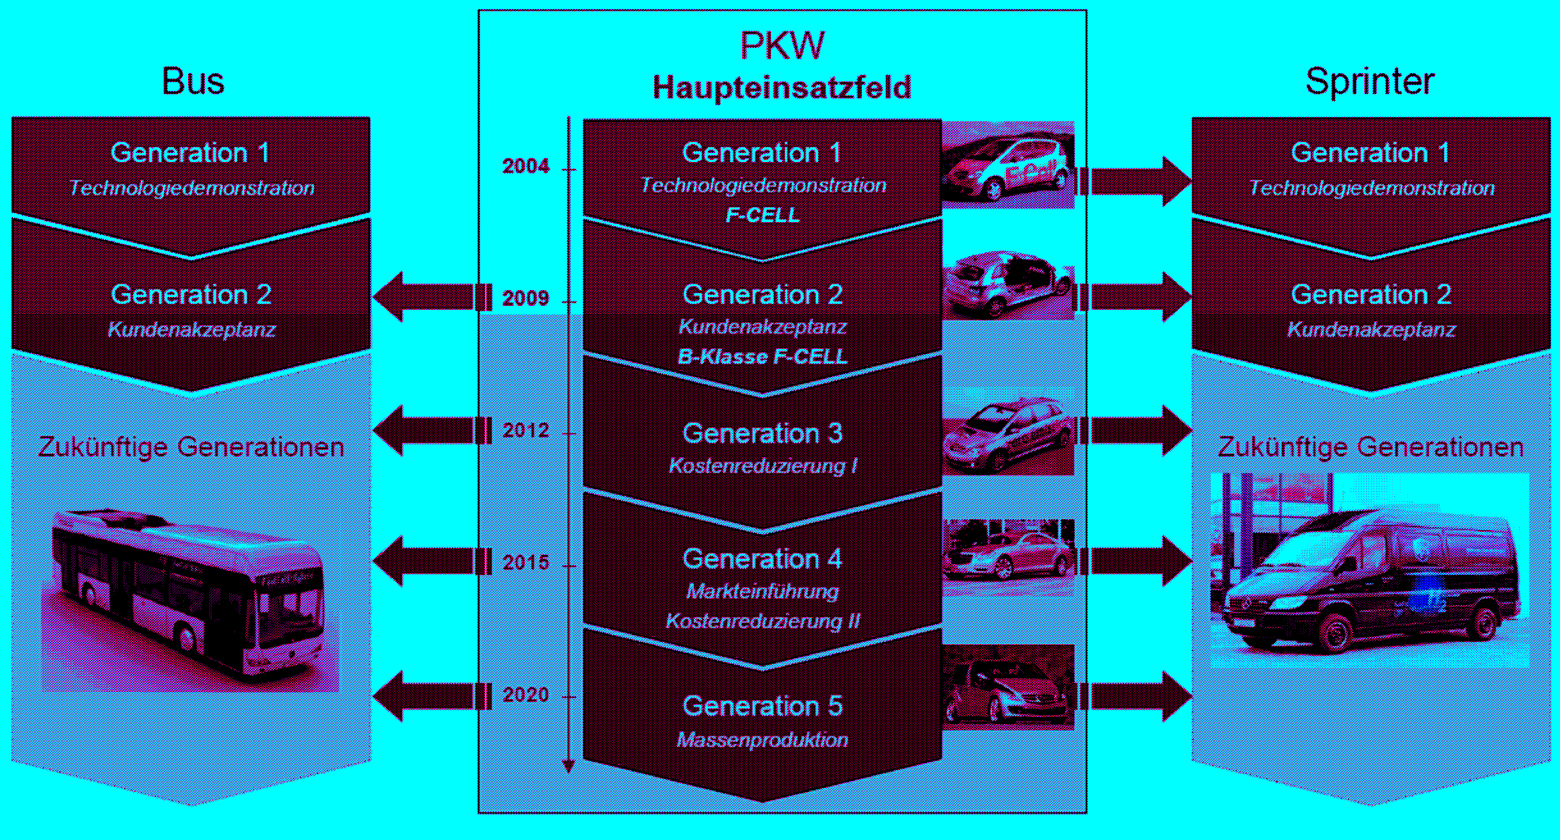 Bus
Generation 1
Technologiedemonstration
Generation 2
Kundenakzeptanz
Zukünftige Generationen
PKW
Haupteinsatzfeld
2004
2009
2012
2015
2020
Generation 1
Technologiedemonstration
F-CELL
Generation 2
Kundenakzeptanz
B-Klasse F-CELL
Generation 3
Kostenreduzierung I
Generation 4
Markteinführung
Kostenreduzierung II
Generation 5
Massenproduktion
F-Cell
Sprinter
Generation 1
Technologiedemonstration
Generation 2
Kundenakzeptanz
Zukünftige Generationen
H2